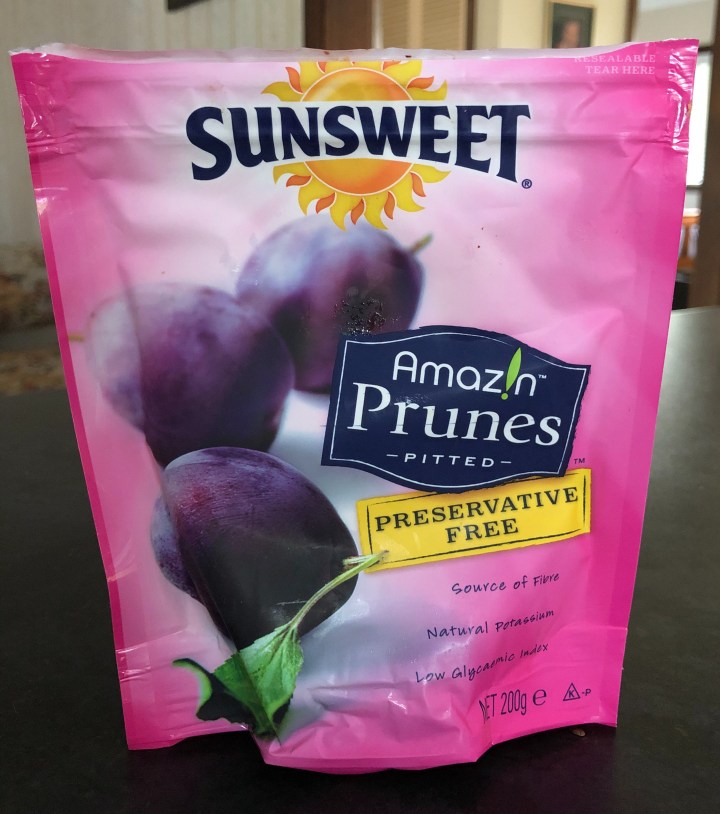 RESEALABLE
TEAR HERE
SUNSWEET®
Amaz!n™
Prunes
-PITTED-
™
PRESERVATIVE
FREE
Source of Fibre
Natural Potassium
Low Glycaemic Index
NET 200g e K-P